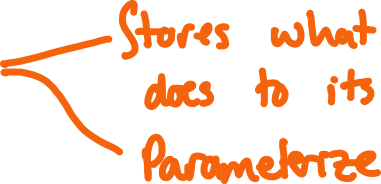 Stores what
does to its
Parameterize